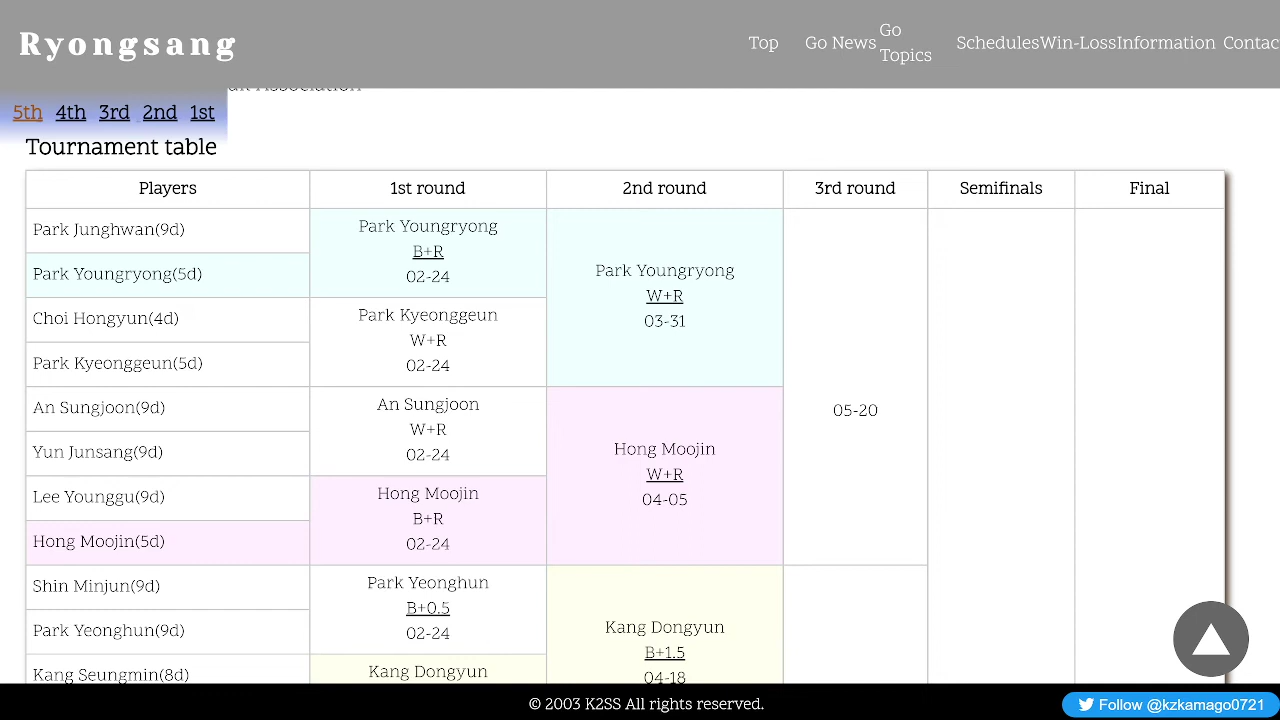 Ryongsang
Top
Go News
Go Topics
Schedules
Win-Loss
Information
Association
5th 4th 3rd 2nd 1st
Tournament table
Players
1st round
2nd round
3rd round
Semifinals
Final
Park Junghwan(9d)
Park Youngryong(5d)
Choi Hongyun(4d)
Park Kyeonggeun(5d)
An Sungjoon(9d)
Yun Junsang(9d)
Lee Younggu(9d)
Hong Moojin(5d)
Shin Minjun(9d)
Park Yeonghun(9d)
Kang Seungmin(8d)
Park Youngryong
B+R
02-24
Park Kyeonggeun
W+R
02-24
An Sungjoon
W+R
02-24
Hong Moojin
B+R
02-24
Park Yeonghun
B+0.5
02-24
Kang Dongyun
Park Youngryong
W+R
03-31
Hong Moojin
W+R
04-05
Kang Dongyun
B+1.5
04-18
05-20
© 2003 K2SS All rights reserved.
Follow @kzkamago0721